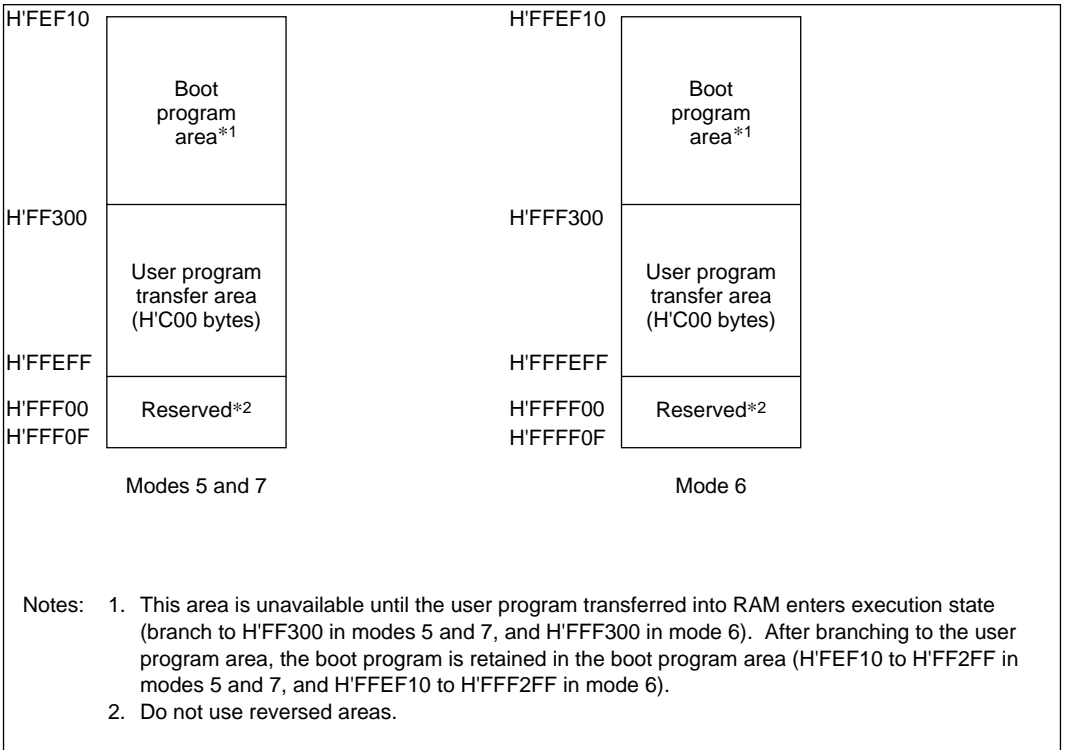 H'FEF10
Boot
program
area*1
H'FF300
User program
transfer area
(H'C00 bytes)
H'FFEFF
H'FFF00
Reserved*2
H'FFF0F
Modes 5 and 7
H'FFEF10
Boot
program
area*1
H'FFF300
User program
transfer area
(H'C00 bytes)
H'FFFEFF
H'FFFF00
Reserved*2
H'FFFF0F
Mode 6
Notes: 1. This area is unavailable until the user program transferred into RAM enters execution state
(branch to H'FF300 in modes 5 and 7, and H'FFF300 in mode 6). After branching to the user
program area, the boot program is retained in the boot program area (H'FEF10 to H'FF2FF in
modes 5 and 7, and H'FFEF10 to H'FFF2FF in mode 6).
2. Do not use reversed areas.